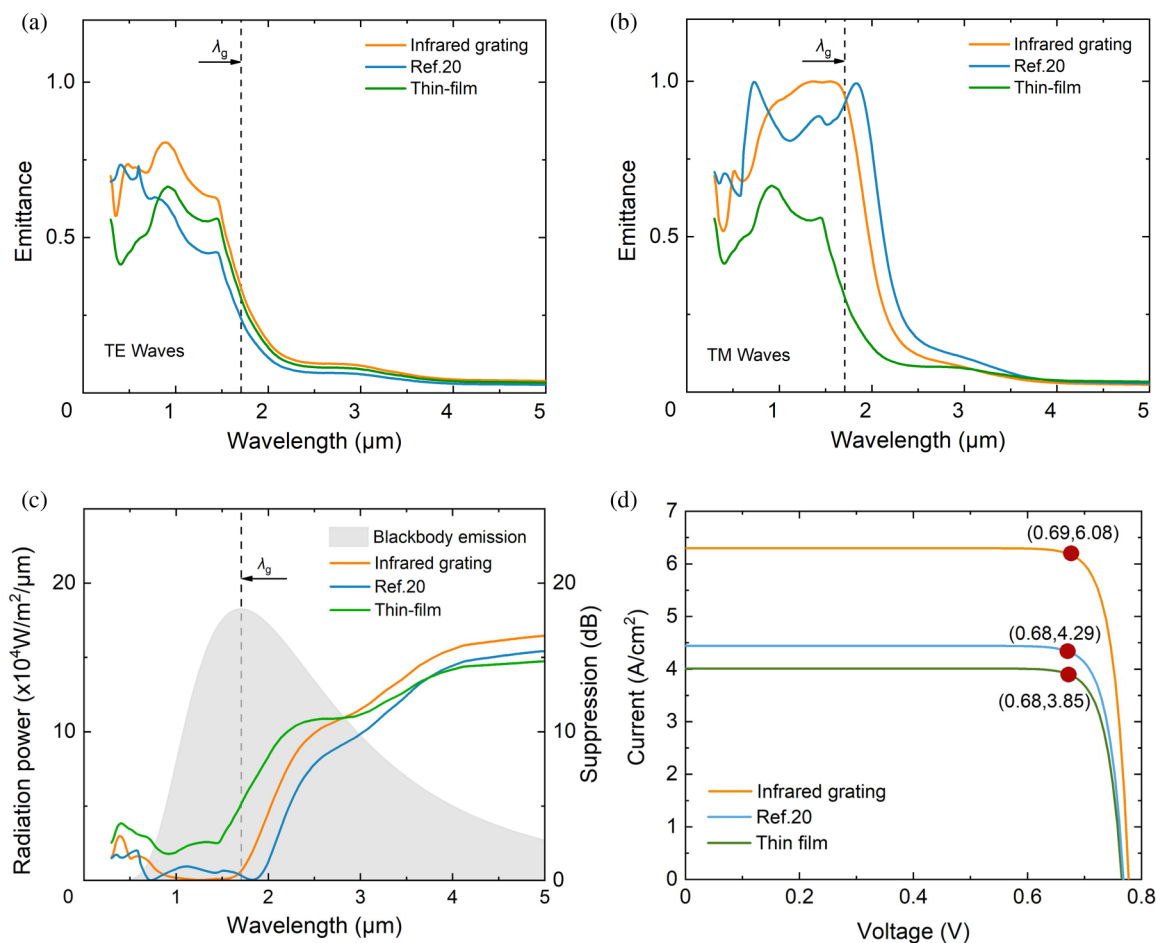 (a)
λg
Infrared grating
Ref.20
Thin-film
1.0
0.5
0
1
2
3
4
5
Emittance
TE Waves
Wavelength (μm)
(b)
λg
Infrared grating
Ref.20
Thin-film
1.0
0.5
0
1
2
3
4
5
Emittance
TM Waves
Wavelength (μm)
(c)
λg
Blackbody emission
Infrared grating
Ref.20
Thin-film
20
10
0
20
10
0
1
2
3
4
5
Radiation power (x10⁴W/m²/μm)
Suppression (dB)
Wavelength (μm)
(d)
7
6
5
4
3
2
1
0
0.0
0.2
0.4
0.6
0.8
(0.69,6.08)
(0.68,4.29)
(0.68,3.85)
Infrared grating
Ref.20
Thin film
Current (A/cm²)
Voltage (V)